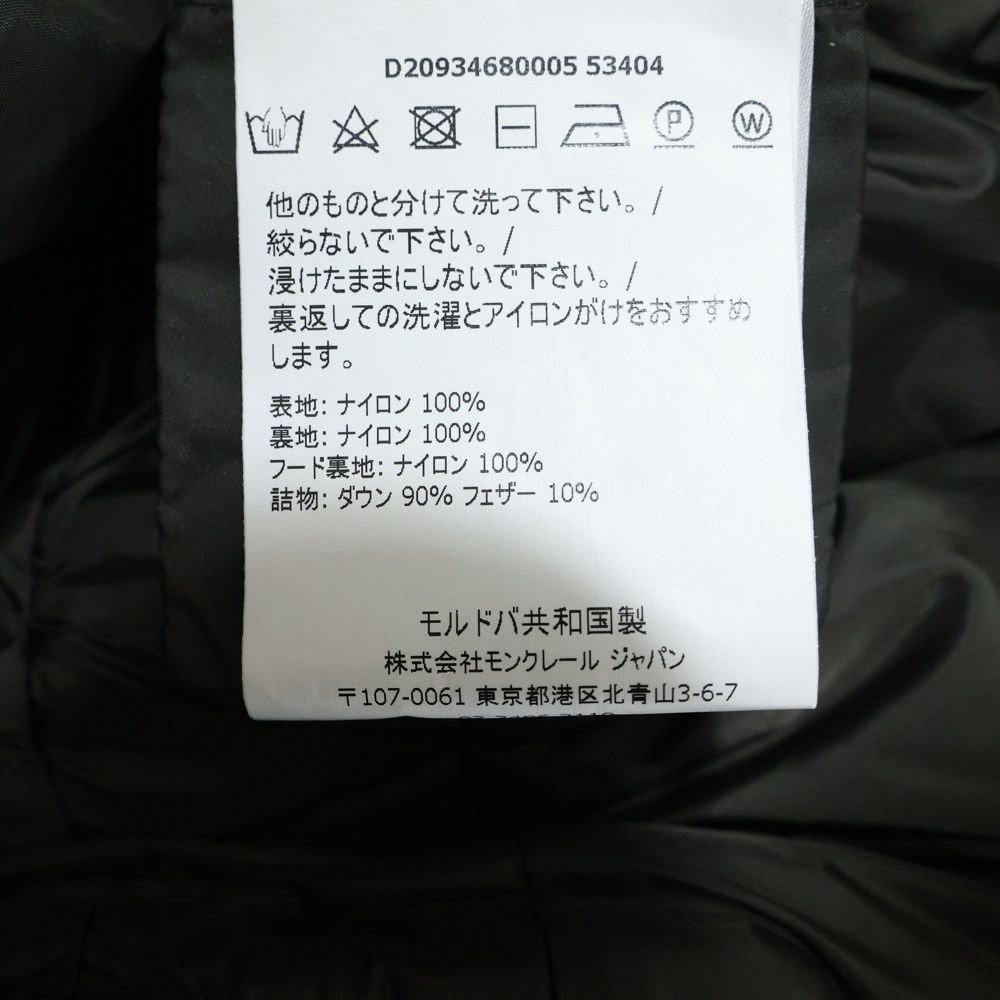 D20934680005 53404
P W
他のものと分けて洗って下さい。/
絞らないで下さい。/
浸けたままにしないで下さい。/
裏返しての洗濯とアイロンがけをおすすめ
します。
表地: ナイロン 100%
裏地: ナイロン 100%
フード裏地: ナイロン 100%
詰物: ダウン 90% フェザー 10%
モルドバ共和国製
株式会社モンクレール ジャパン
〒107-0061 東京都港区北青山3-6-7